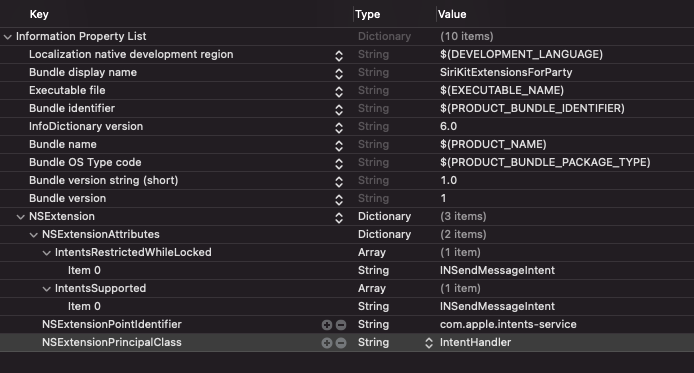 Key Type Value
Information Property List Dictionary (10 items)
Localization native development region String $(DEVELOPMENT_LANGUAGE)
Bundle display name String SiriKitExtensionsForParty
Executable file String $(EXECUTABLE_NAME)
Bundle identifier String $(PRODUCT_BUNDLE_IDENTIFIER)
InfoDictionary version String 6.0
Bundle name String $(PRODUCT_NAME)
Bundle OS Type code String $(PRODUCT_BUNDLE_PACKAGE_TYPE)
Bundle version string (short) String 1.0
Bundle version String 1
NSExtension Dictionary (3 items)
NSExtensionAttributes Dictionary (2 items)
IntentsRestrictedWhileLocked Array (1 item)
Item 0 String INSendMessageIntent
IntentsSupported Array (1 item)
Item 0 String INSendMessageIntent
NSExtensionPointIdentifier String com.apple.intents-service
NSExtensionPrincipalClass String IntentHandler